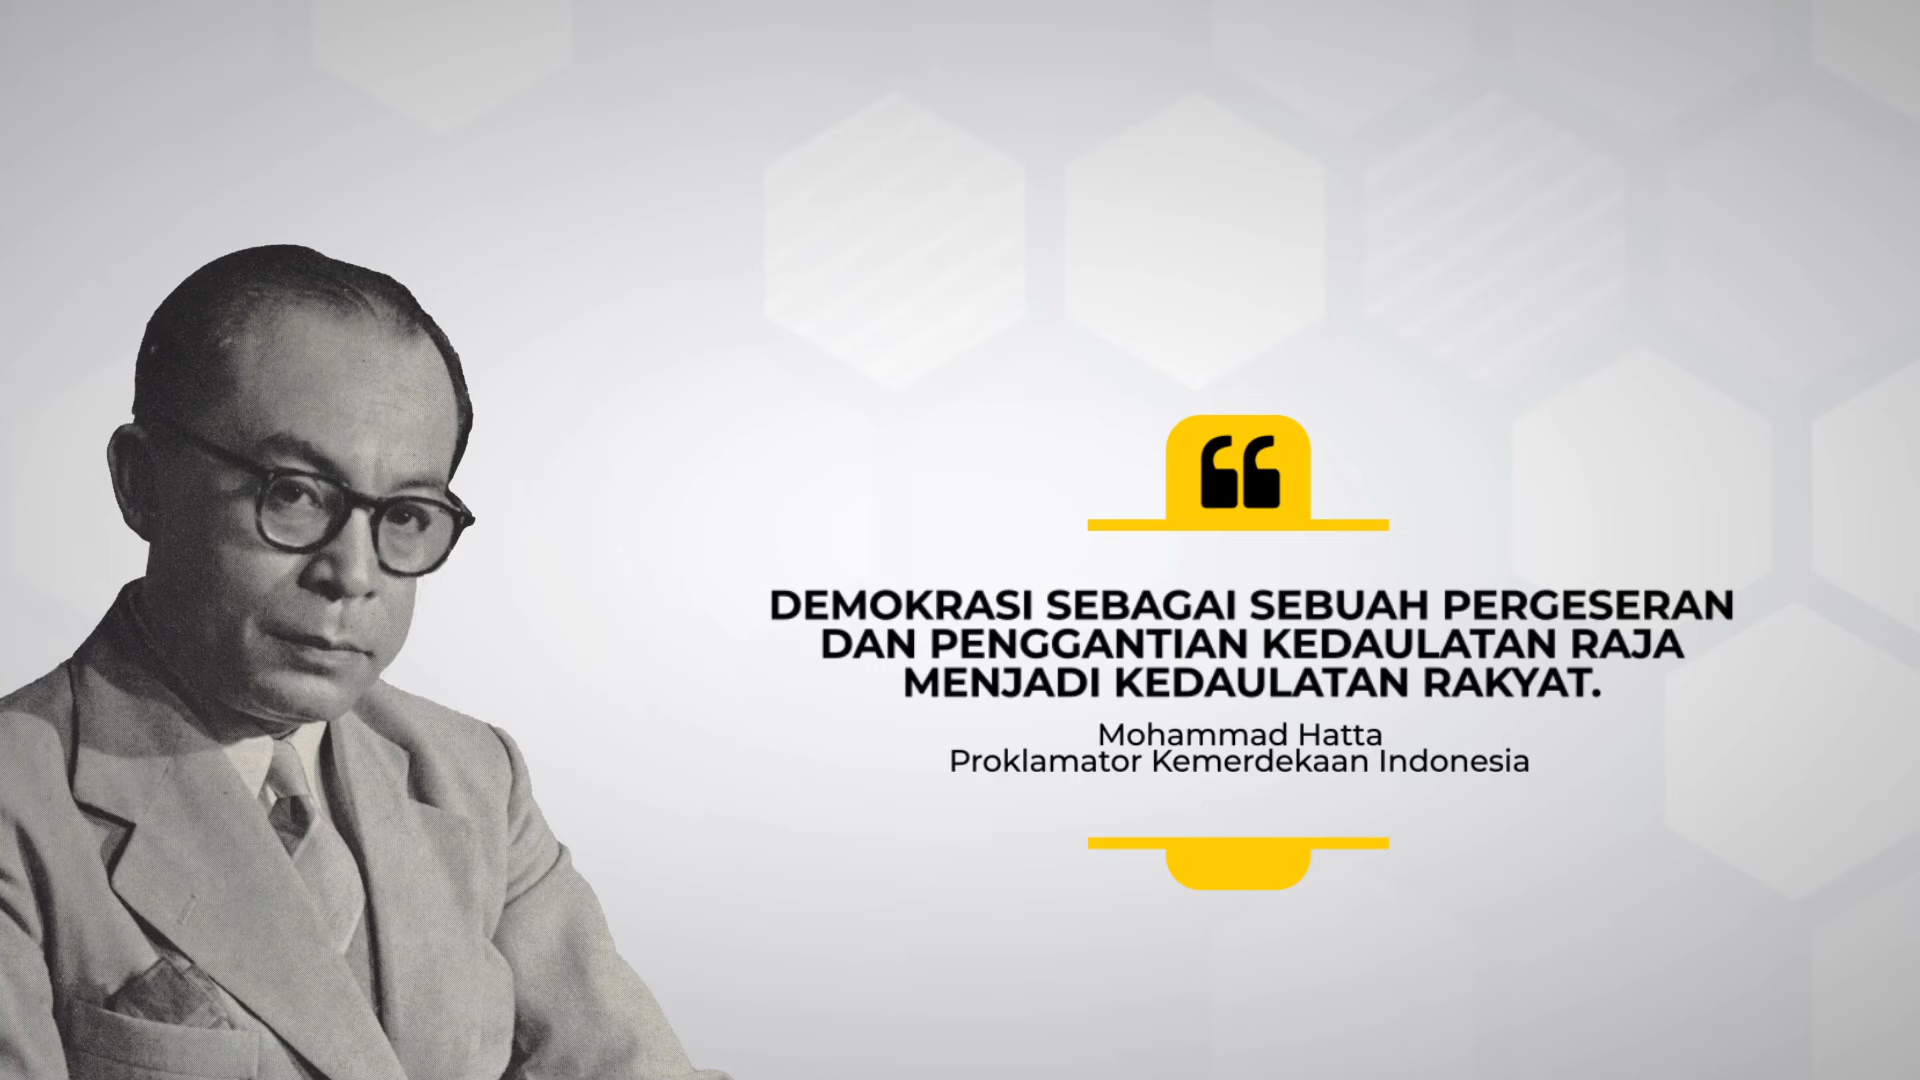 DEMOKRASI SEBAGAI SEBUAH PERGESERAN
DAN PENGGANTIAN KEDAULATAN RAJA
MENJADI KEDAULATAN RAKYAT.
Mohammad Hatta
Proklamator Kemerdekaan Indonesia